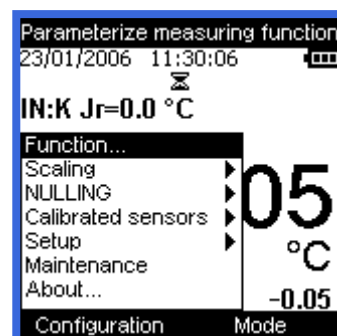 Parameterize measuring function
23/01/2006 11:30:06
IN:K Jr=0.0 °C
Function...
Scaling
NULLING
Calibrated sensors
Setup
Maintenance
About...
05
°C
-0.05
Configuration Mode